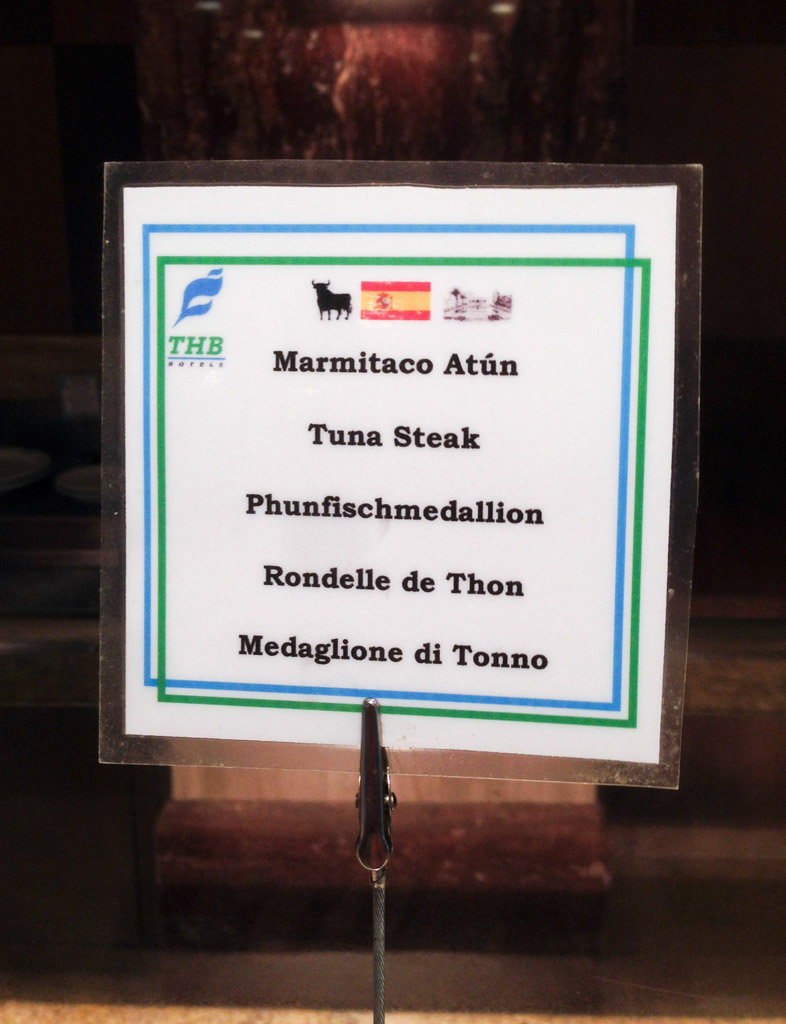 THB
HOTELS
Marmitaco Atún
Tuna Steak
Phunfischmedallion
Rondelle de Thon
Medaglione di Tonno